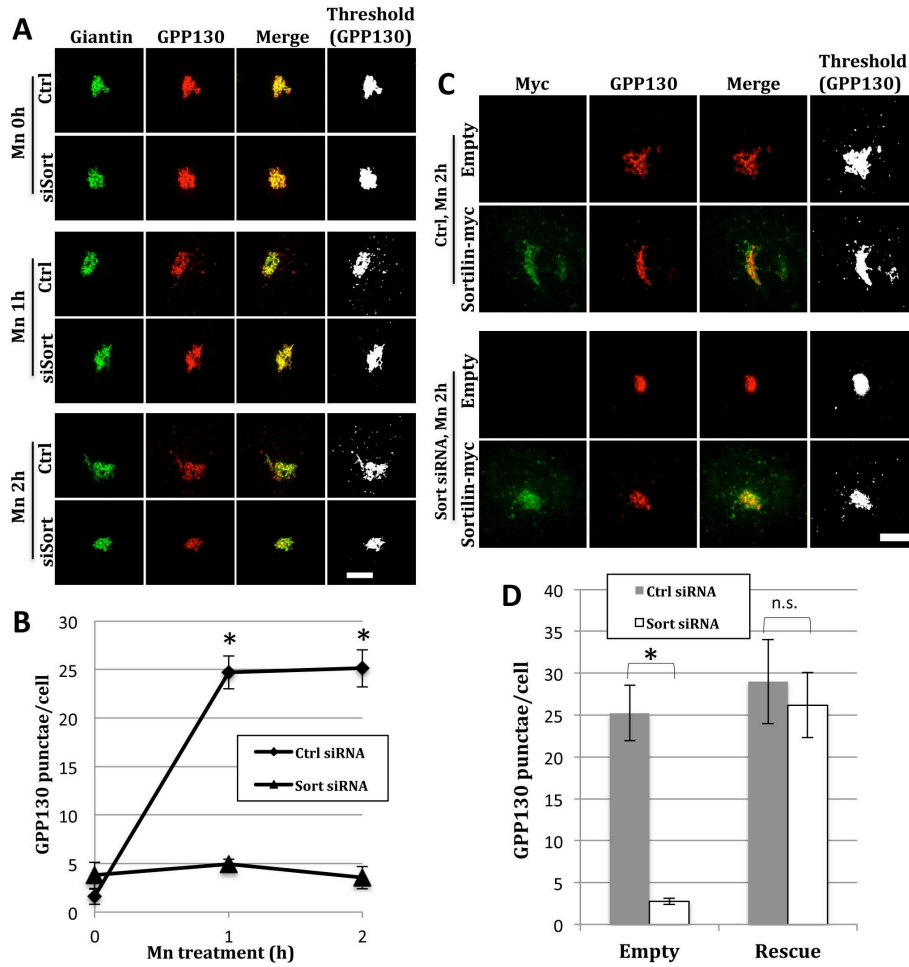 A
Giantin GPP130 Merge Threshold (GPP130)
Mn 0h
Ctrl
siSort
Mn 1h
Ctrl
siSort
Mn 2h
Ctrl
siSort
C
Myc GPP130 Merge Threshold (GPP130)
Ctrl, Mn 2h
Empty
Sortilin-myc
Sort siRNA, Mn 2h
Empty
Sortilin-myc
B
GPP130 punctae/cell
30
25
20
15
10
5
0
* *
Ctrl siRNA
Sort siRNA
0 1 2
Mn treatment (h)
D
GPP130 punctae/cell
40
35
30
25
20
15
10
5
0
Ctrl siRNA
Sort siRNA
*
n.s.
Empty Rescue